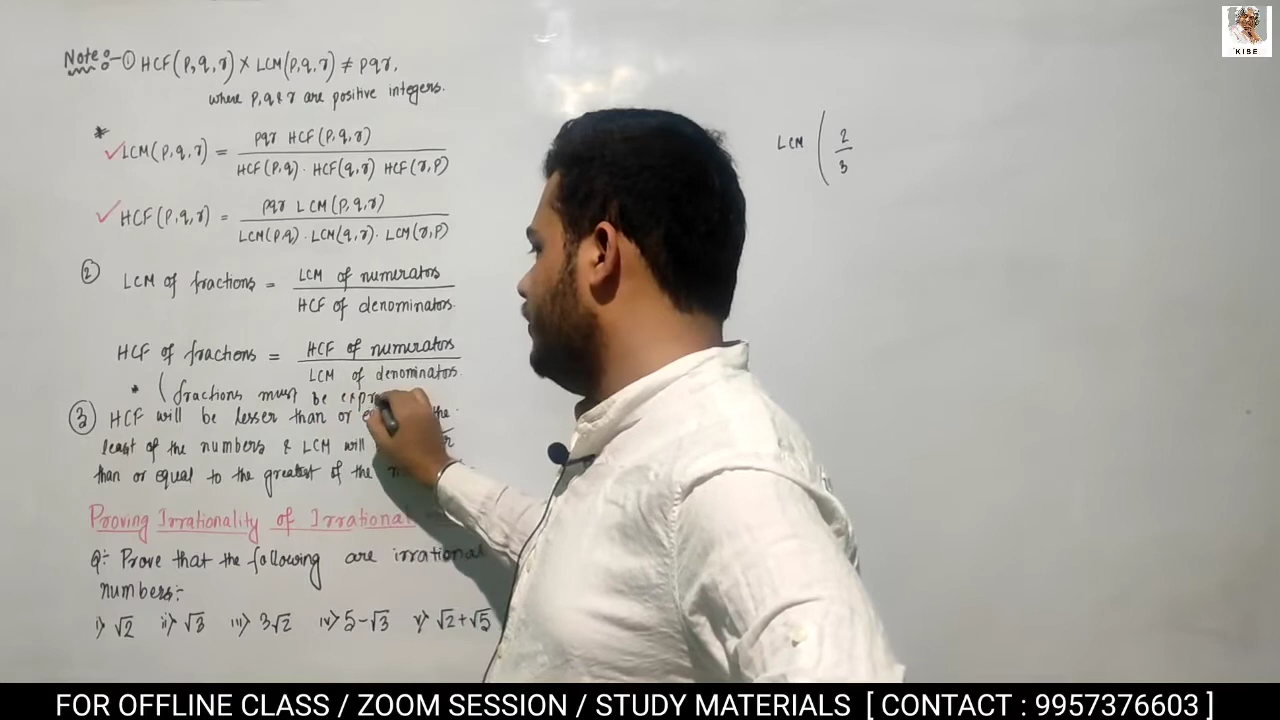 Note :- ① HCF(P,q,r) × LCM(P,q,r) ≠ pqr,
where p,q & r are positive integers.
* ✓ LCM(P,q,r) = pqr HCF(P,q,r) / HCF(P,q) · HCF(q,r) HCF(r,P)
✓ HCF(P,q,r) = pqr LCM(P,q,r) / LCM(P,q) · LCM(q,r) · LCM(r,P)
② LCM of fractions = LCM of numerators / HCF of denominators.
HCF of fractions = HCF of numerators / LCM of denominators.
* ( fractions must be expr
③ HCF will be lesser than or the
least of the numbers & LCM will
than or equal to the greatest of the
Proving Irrationality of Irrational
Q:- Prove that the following are irrational
numbers:-
i) √2 ii) √3 iii) 3√2 iv) 5-√3 v) √2+√5
LCM ( 2/3
KISE
FOR OFFLINE CLASS / ZOOM SESSION / STUDY MATERIALS [ CONTACT : 9957376603 ]